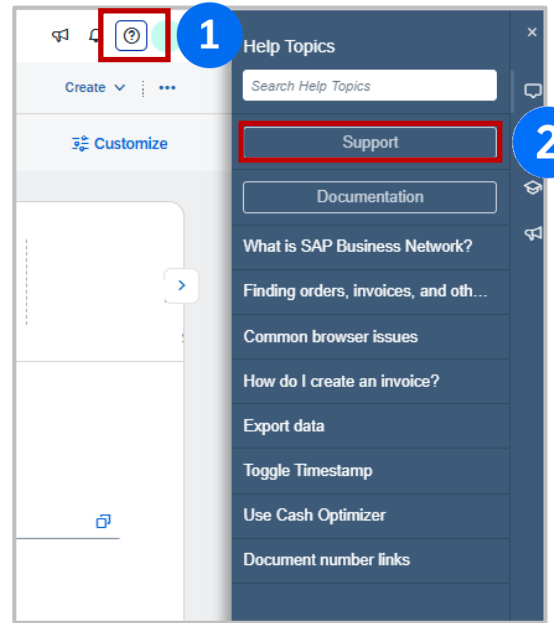 1
Help Topics
Create
Search Help Topics
Customize
Support
2
Documentation
What is SAP Business Network?
Finding orders, invoices, and oth...
Common browser issues
How do I create an invoice?
Export data
Toggle Timestamp
Use Cash Optimizer
Document number links